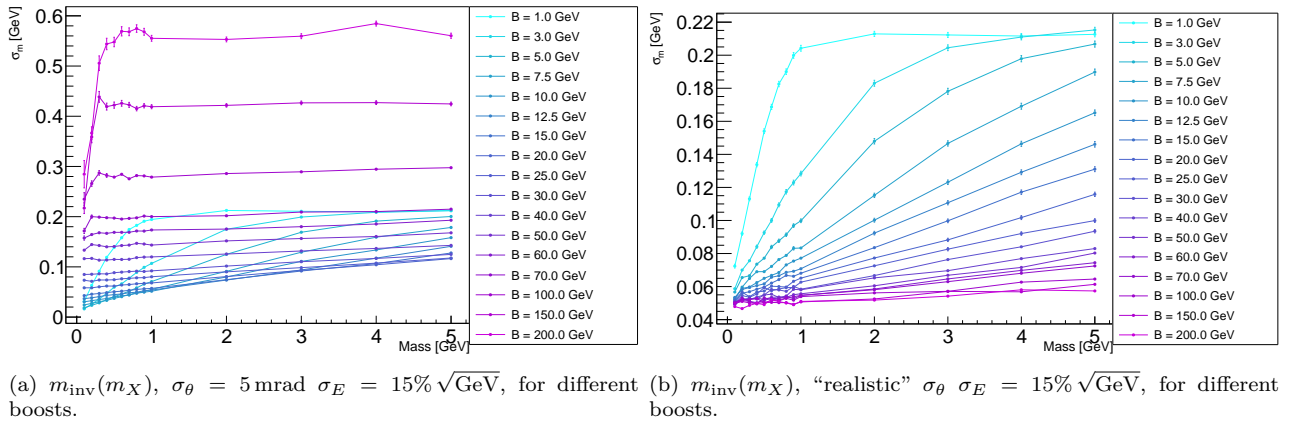 σm [GeV]
0.6
0.5
0.4
0.3
0.2
0.1
0
0
1
2
3
4
5
Mass [GeV]
B = 1.0 GeV
B = 3.0 GeV
B = 5.0 GeV
B = 7.5 GeV
B = 10.0 GeV
B = 12.5 GeV
B = 15.0 GeV
B = 20.0 GeV
B = 25.0 GeV
B = 30.0 GeV
B = 40.0 GeV
B = 50.0 GeV
B = 60.0 GeV
B = 70.0 GeV
B = 100.0 GeV
B = 150.0 GeV
B = 200.0 GeV
(a) m_inv(m_X), σ_θ = 5 mrad σ_E = 15%√GeV, for different
boosts.
σm [GeV]
0.22
0.2
0.18
0.16
0.14
0.12
0.1
0.08
0.06
0.04
0
1
2
3
4
5
Mass [GeV]
B = 1.0 GeV
B = 3.0 GeV
B = 5.0 GeV
B = 7.5 GeV
B = 10.0 GeV
B = 12.5 GeV
B = 15.0 GeV
B = 20.0 GeV
B = 25.0 GeV
B = 30.0 GeV
B = 40.0 GeV
B = 50.0 GeV
B = 60.0 GeV
B = 70.0 GeV
B = 100.0 GeV
B = 150.0 GeV
B = 200.0 GeV
(b) m_inv(m_X), “realistic” σ_θ σ_E = 15%√GeV, for different
boosts.